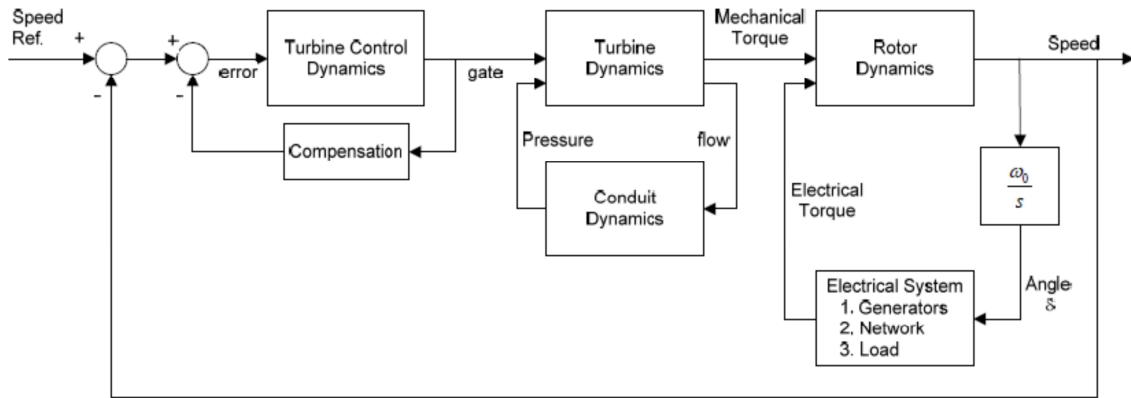 Speed
Ref.
+
-
+
-
error
Turbine Control
Dynamics
gate
Compensation
Turbine
Dynamics
Pressure
flow
Conduit
Dynamics
Mechanical
Torque
Rotor
Dynamics
Speed
ω₀
s
Electrical
Torque
Angle
δ
Electrical System
1. Generators
2. Network
3. Load